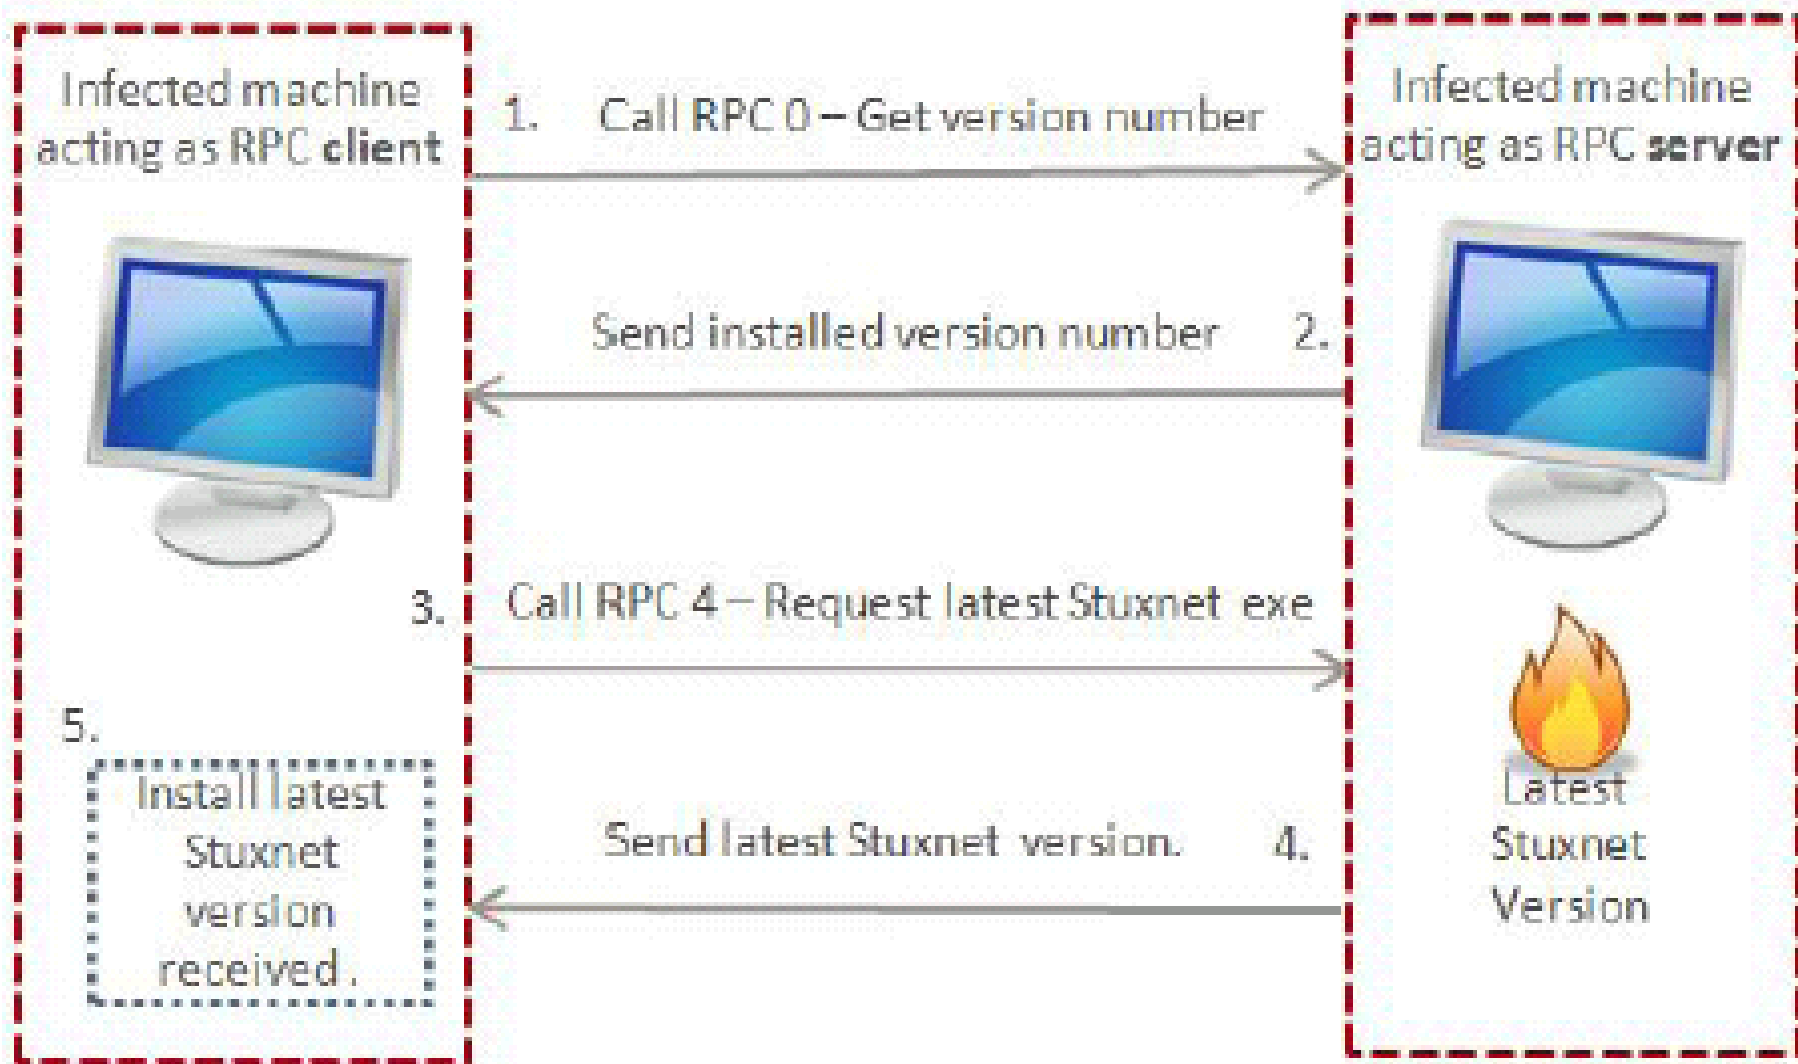 Infected machine
acting as RPC client
1. Call RPC 0 – Get version number
Infected machine
acting as RPC server
Send installed version number 2.
3. Call RPC 4 – Request latest Stuxnet exe
5.
Install latest
Stuxnet
version
received.
Send latest Stuxnet version. 4.
Latest
Stuxnet
Version